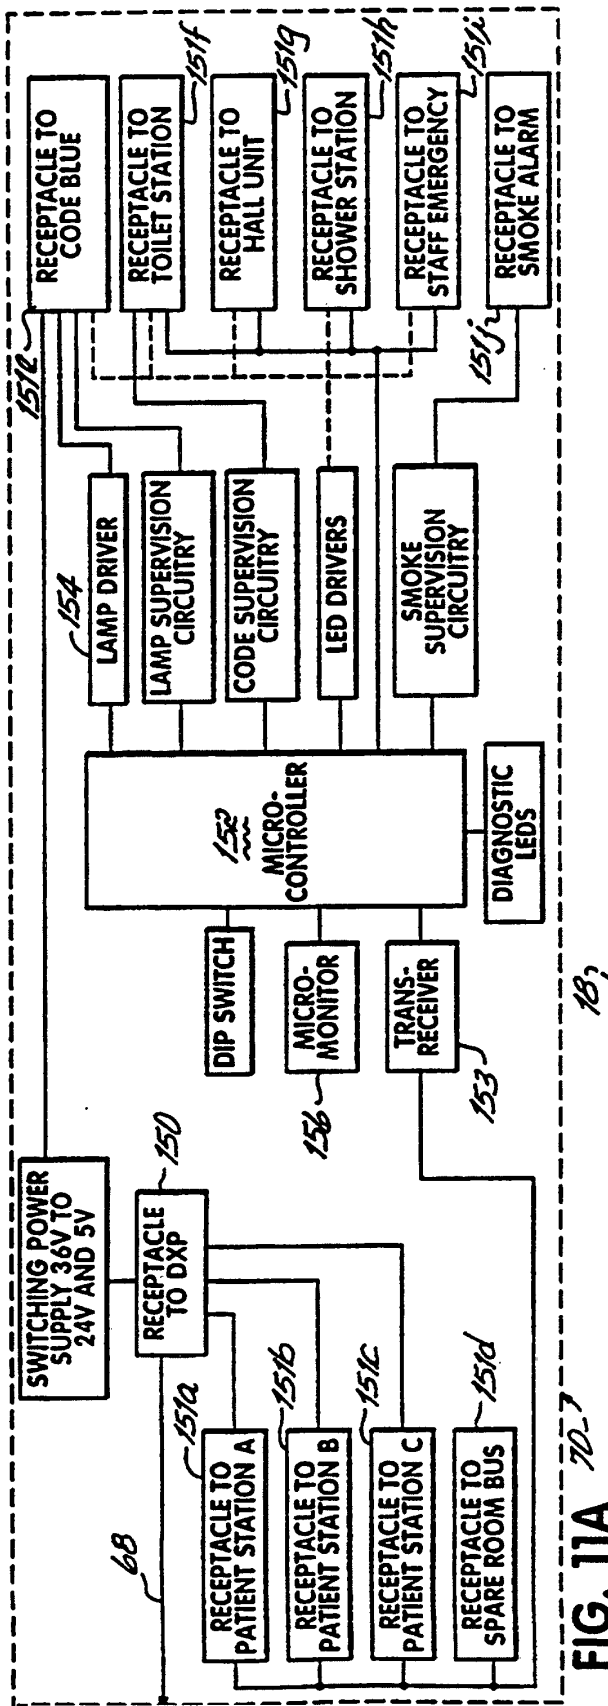 SWITCHING POWER
SUPPLY 36V TO
24V AND 5V
150
RECEPTACLE
TO DXP
68
151a
RECEPTACLE TO
PATIENT STATION A
151b
RECEPTACLE TO
PATIENT STATION B
151c
RECEPTACLE TO
PATIENT STATION C
151d
RECEPTACLE TO
SPARE ROOM BUS
DIP SWITCH
MICRO-
MONITOR
156
TRANS-
RECEIVER
153
152
MICRO-
CONTROLLER
DIAGNOSTIC
LEDS
154
LAMP DRIVER
LAMP SUPERVISION
CIRCUITRY
CODE SUPERVISION
CIRCUITRY
LED DRIVERS
SMOKE
SUPERVISION
CIRCUITRY
151e
RECEPTACLE TO
CODE BLUE
151f
RECEPTACLE TO
TOILET STATION
151g
RECEPTACLE TO
HALL UNIT
151h
RECEPTACLE TO
SHOWER STATION
151i
RECEPTACLE TO
STAFF EMERGENCY
151j
RECEPTACLE TO
SMOKE ALARM
FIG. 11A
70
18